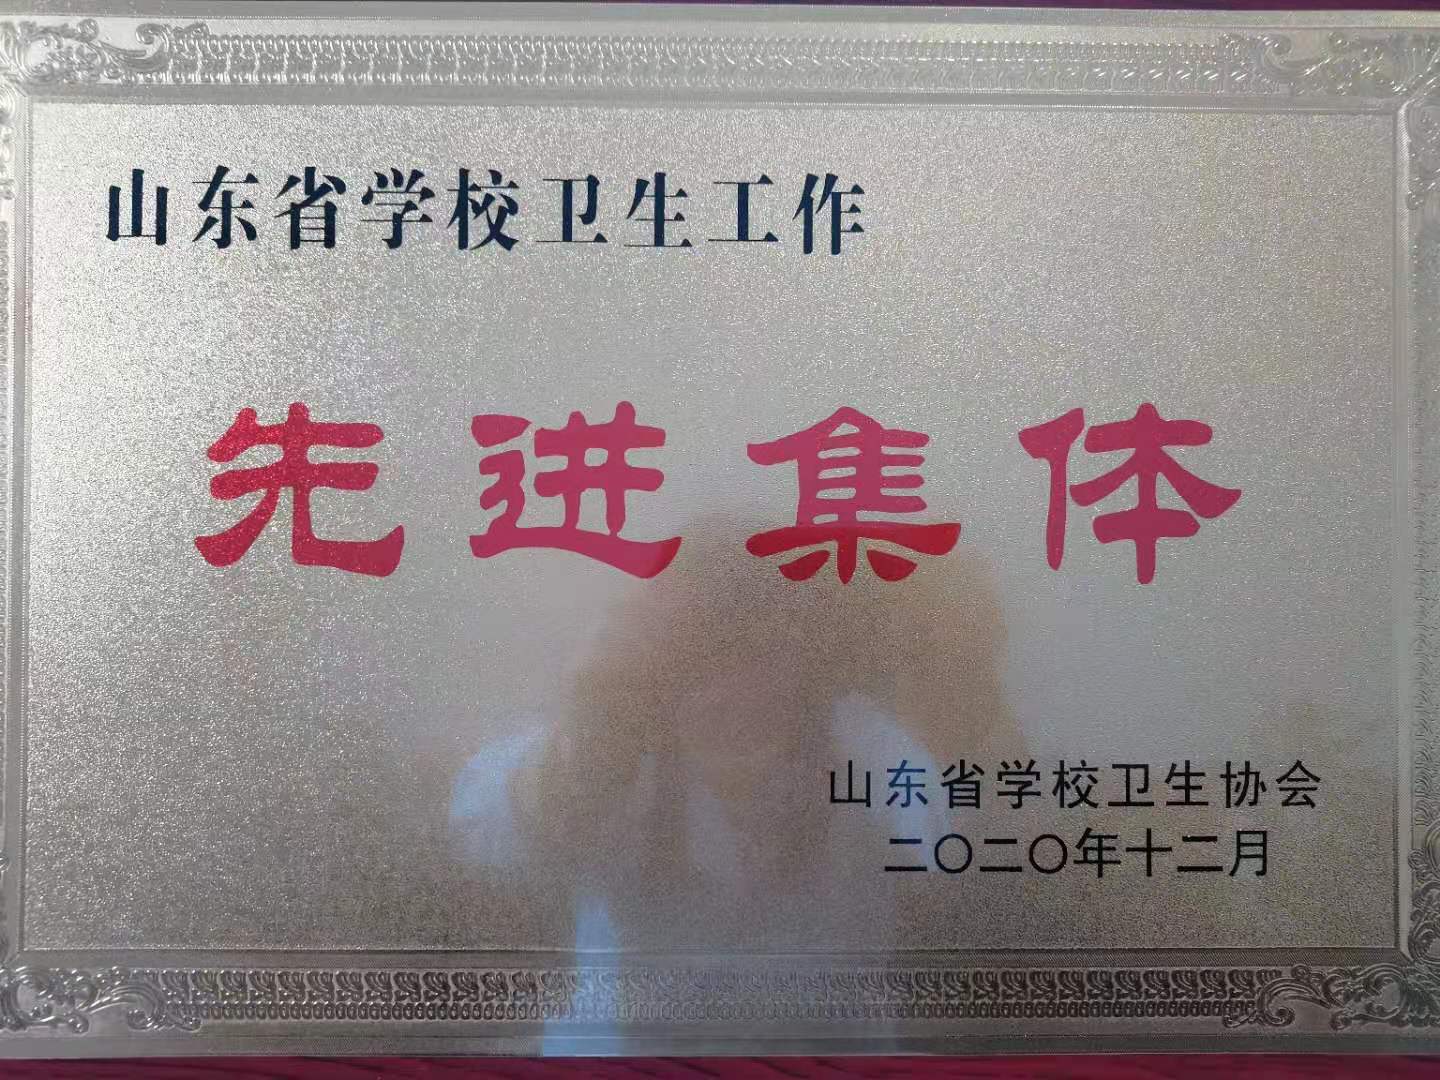 山东省学校卫生工作
先进集体
山东省学校卫生协会
二〇二〇年十二月